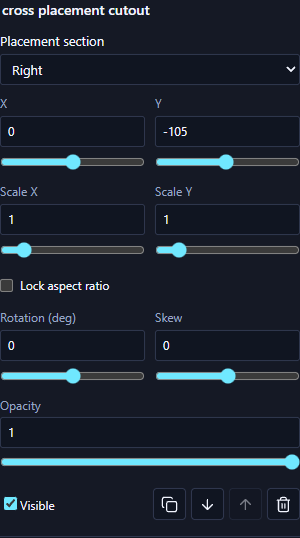 cross placement cutout
Placement section
Right
X Y
0 -105
Scale X Scale Y
1 1
Lock aspect ratio
Rotation (deg) Skew
0 0
Opacity
1
Visible